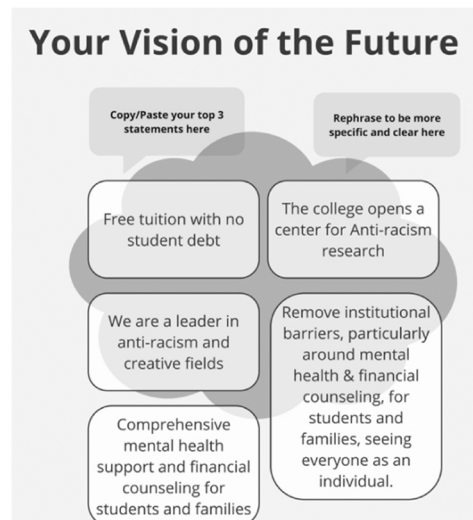 Your Vision of the Future
Copy/Paste your top 3
statements here
Rephrase to be more
specific and clear here
Free tuition with no
student debt
The college opens a
center for Anti-racism
research
We are a leader in
anti-racism and
creative fields
Remove institutional
barriers, particularly
around mental
health & financial
counseling, for
students and
families, seeing
everyone as an
individual.
Comprehensive
mental health
support and financial
counseling for
students and families